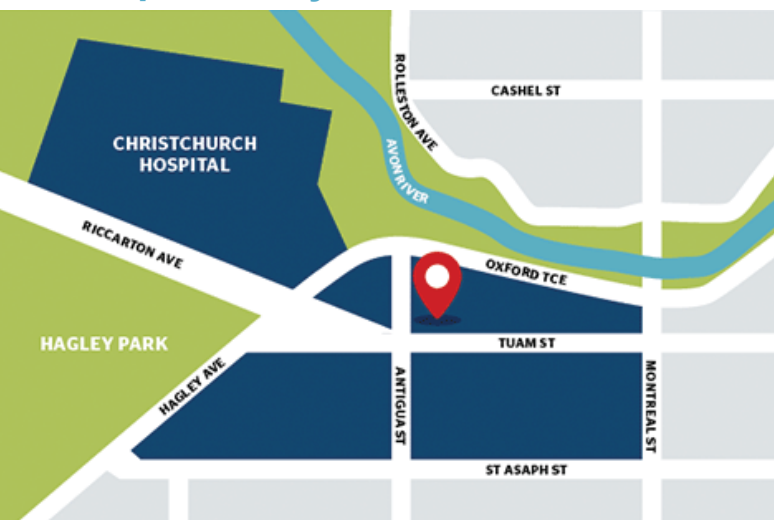 ROLLESTON AVE
CASHEL ST
CHRISTCHURCH
HOSPITAL
AVON RIVER
RICCARTON AVE
OXFORD TCE
HAGLEY PARK
TUAM ST
HAGLEY AVE
ANTIGUA ST
MONTREAL ST
ST ASAPH ST